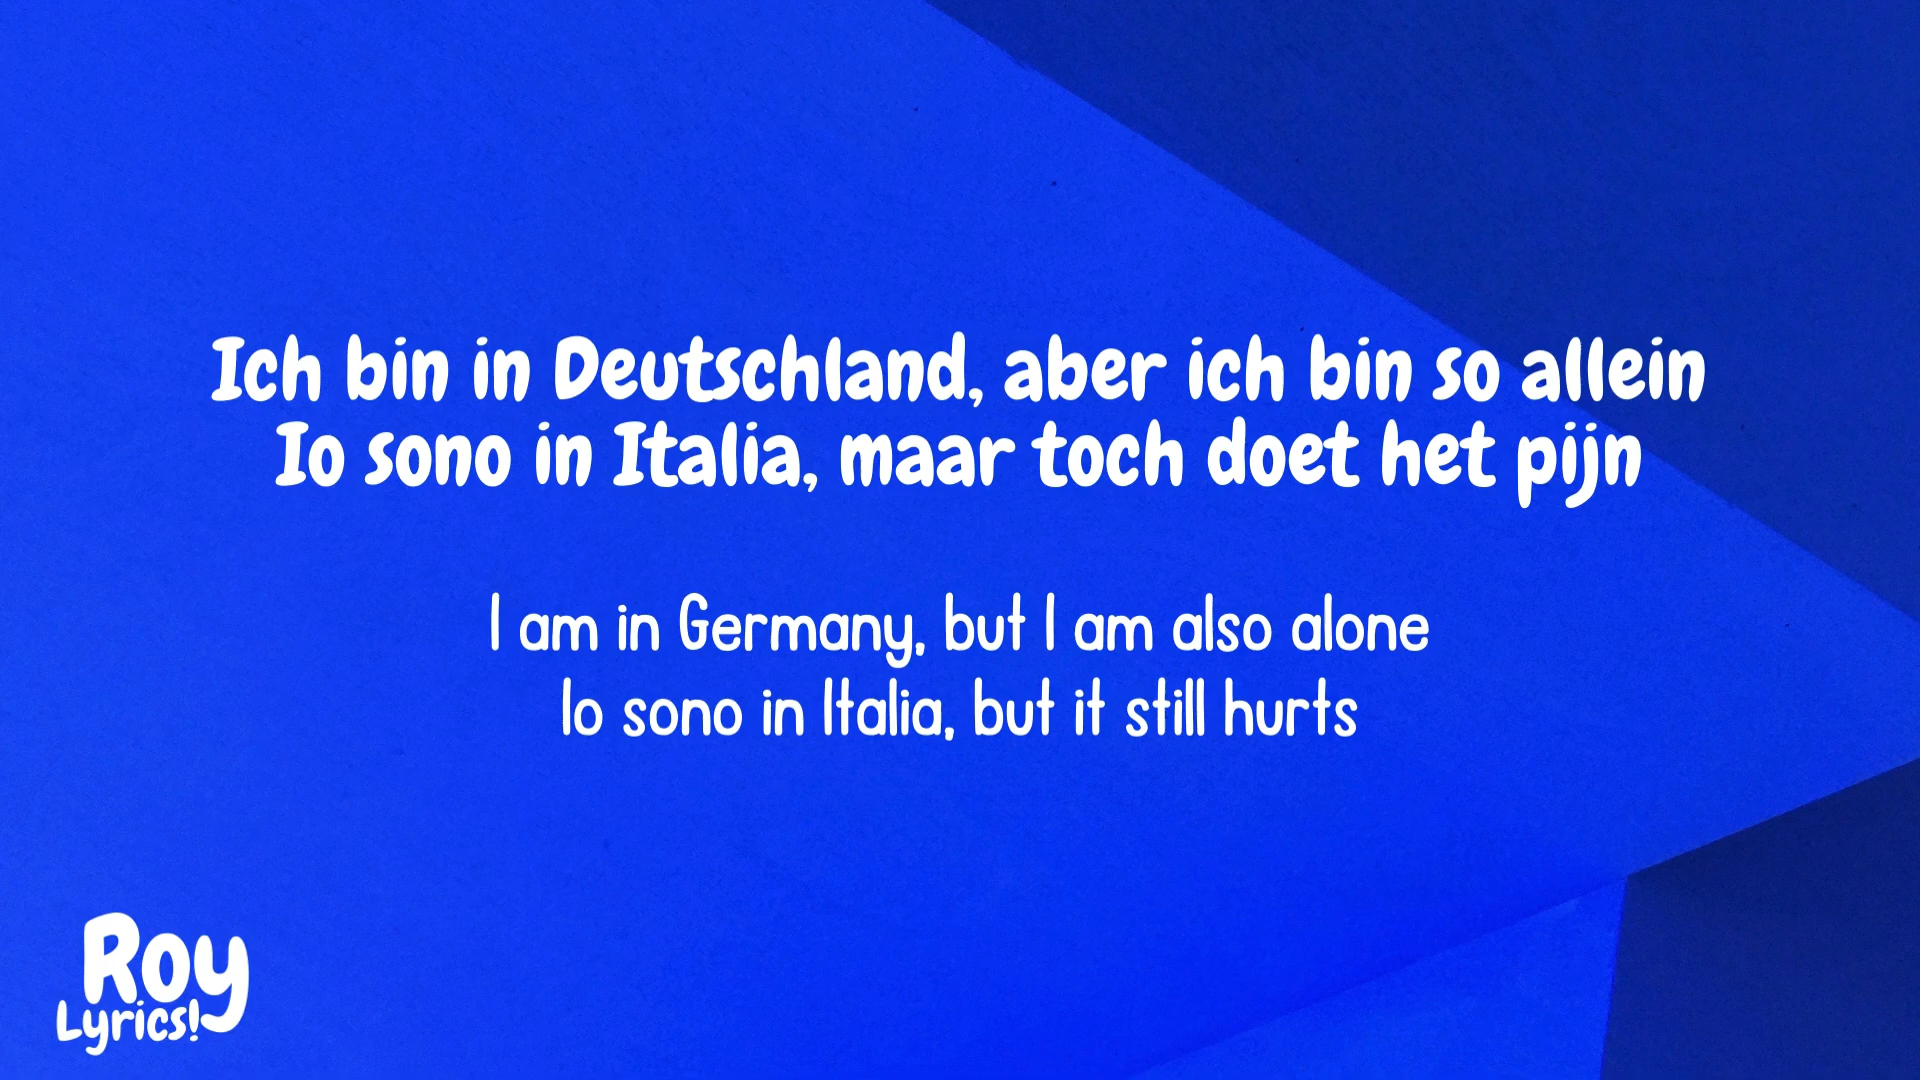 Ich bin in Deutschland, aber ich bin so allein
Io sono in Italia, maar toch doet het pijn
I am in Germany, but I am also alone
Io sono in Italia, but it still hurts
Roy
Lyrics!